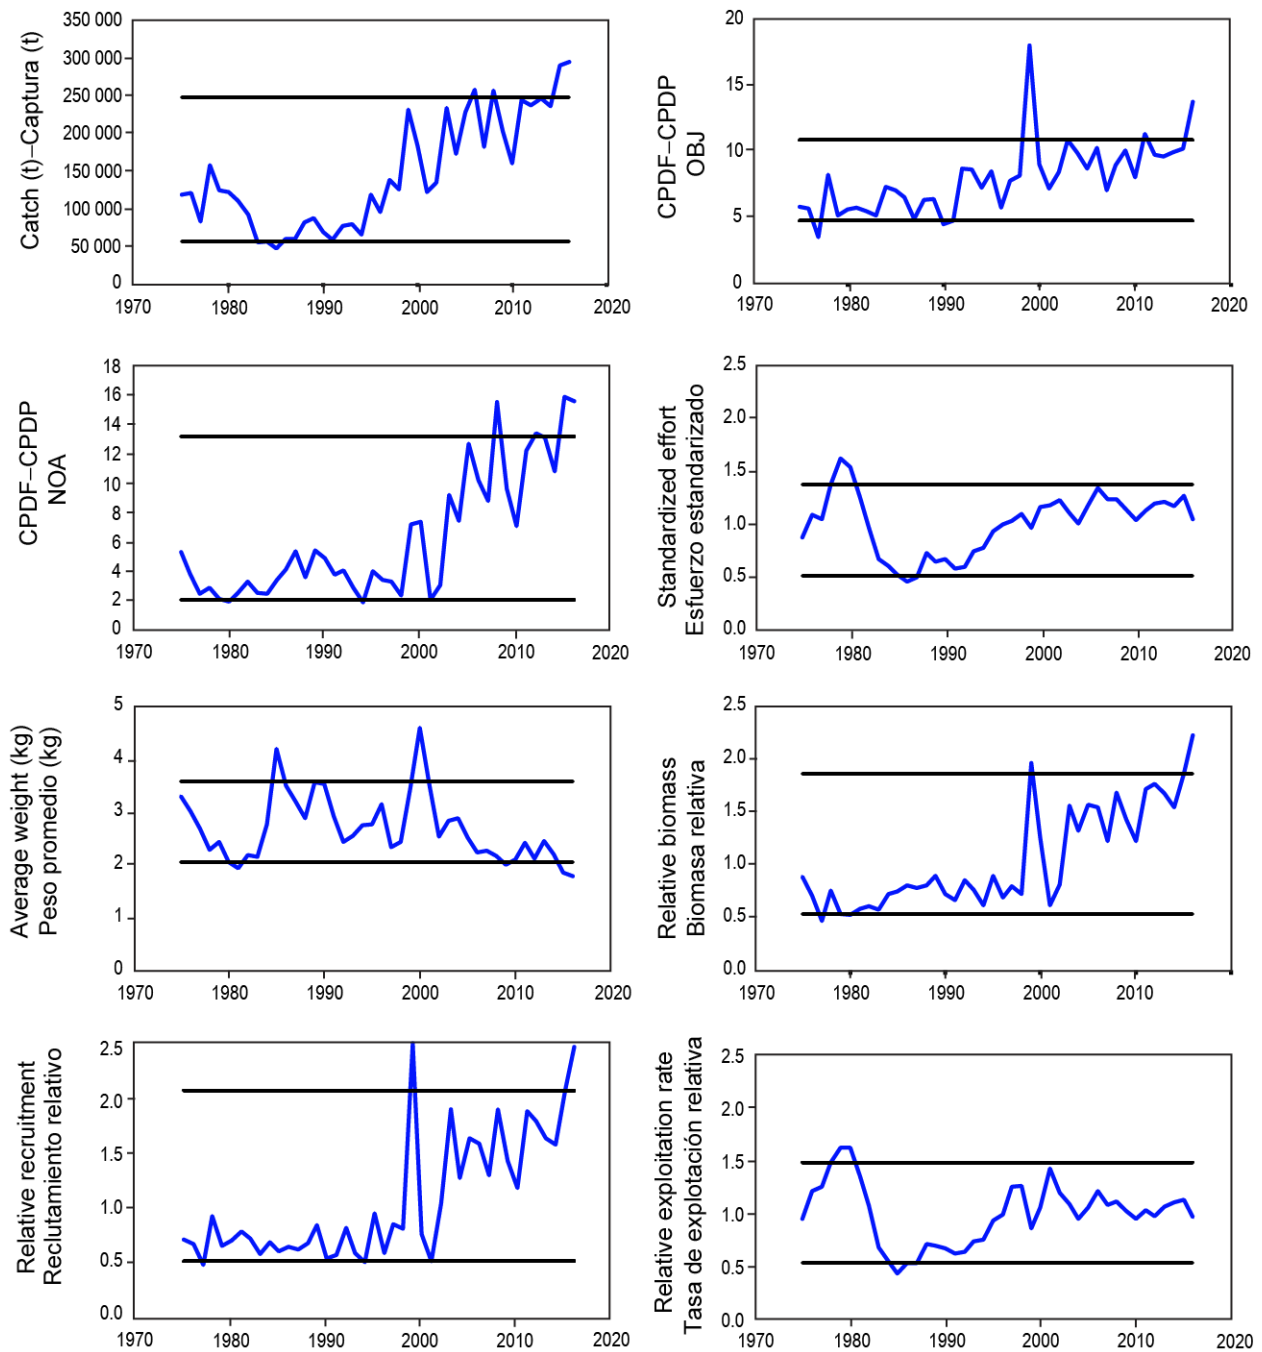 Catch (t)–Captura (t)
350 000
300 000
250 000
200 000
150 000
100 000
50 000
0
1970 1980 1990 2000 2010 2020
CPDF–CPDP
OBJ
20
15
10
5
0
1970 1980 1990 2000 2010 2020
CPDF–CPDP
NOA
18
16
14
12
10
8
6
4
2
0
1970 1980 1990 2000 2010 2020
Standardized effort
Esfuerzo estandarizado
2.5
2.0
1.5
1.0
0.5
0.0
1970 1980 1990 2000 2010 2020
Average weight (kg)
Peso promedio (kg)
5
4
3
2
1
0
1970 1980 1990 2000 2010 2020
Relative biomass
Biomasa relativa
2.5
2.0
1.5
1.0
0.5
0.0
1970 1980 1990 2000 2010
Relative recruitment
Reclutamiento relativo
2.5
2.0
1.5
1.0
0.5
0.0
1970 1980 1990 2000 2010 2020
Relative exploitation rate
Tasa de explotación relativa
2.5
2.0
1.5
1.0
0.5
0.0
1970 1980 1990 2000 2010 2020